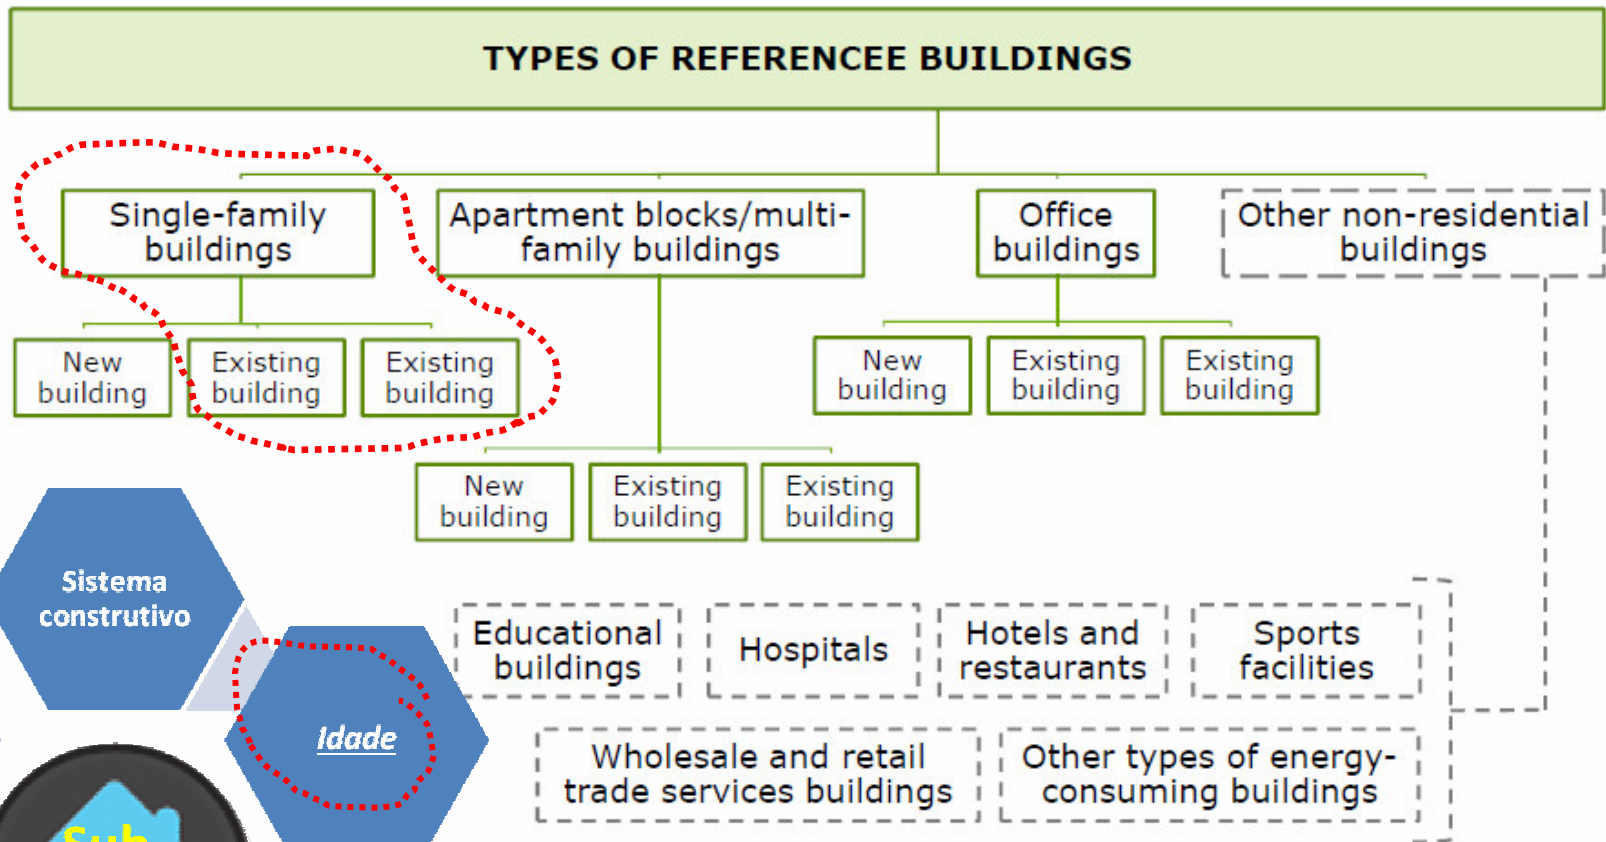 TYPES OF REFERENCEE BUILDINGS
Single-family
buildings
Apartment blocks/multi-
family buildings
Office
buildings
Other non-residential
buildings
New
building
Existing
building
Existing
building
New
building
Existing
building
Existing
building
New
building
Existing
building
Existing
building
Sistema
construtivo
Idade
Educational
buildings
Hospitals
Hotels and
restaurants
Sports
facilities
Wholesale and retail
trade services buildings
Other types of energy-
consuming buildings
Sub